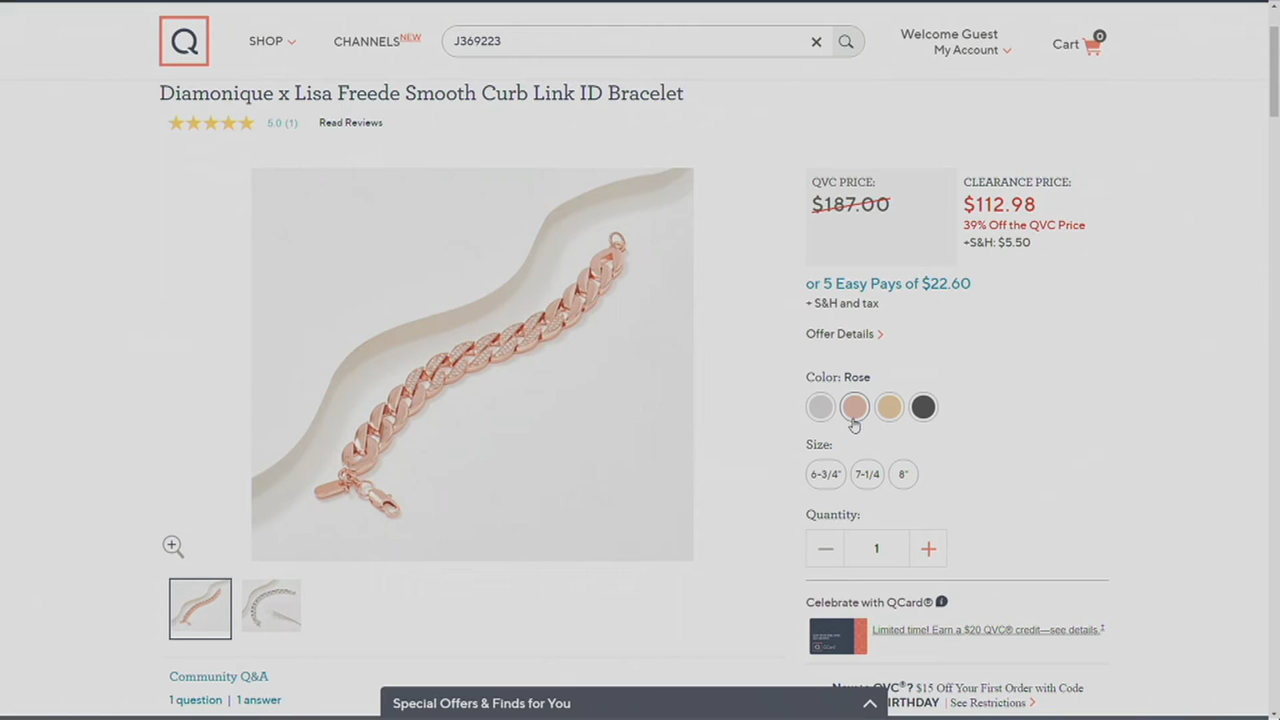 Q
SHOP
CHANNELS NEW
J369223
Welcome Guest
My Account
Cart 0
Diamonique x Lisa Freede Smooth Curb Link ID Bracelet
5.0 (1) Read Reviews
QVC PRICE:
$187.00
CLEARANCE PRICE:
$112.98
39% Off the QVC Price
+S&H: $5.50
or 5 Easy Pays of $22.60
+ S&H and tax
Offer Details
Color: Rose
Size:
6-3/4" 7-1/4 8"
Quantity:
1
Celebrate with QCard®
Limited time! Earn a $20 QVC® credit—see details.‡
QVC®? $15 Off Your First Order with Code
See Restrictions
Community Q&A
1 question | 1 answer
Special Offers & Finds for You